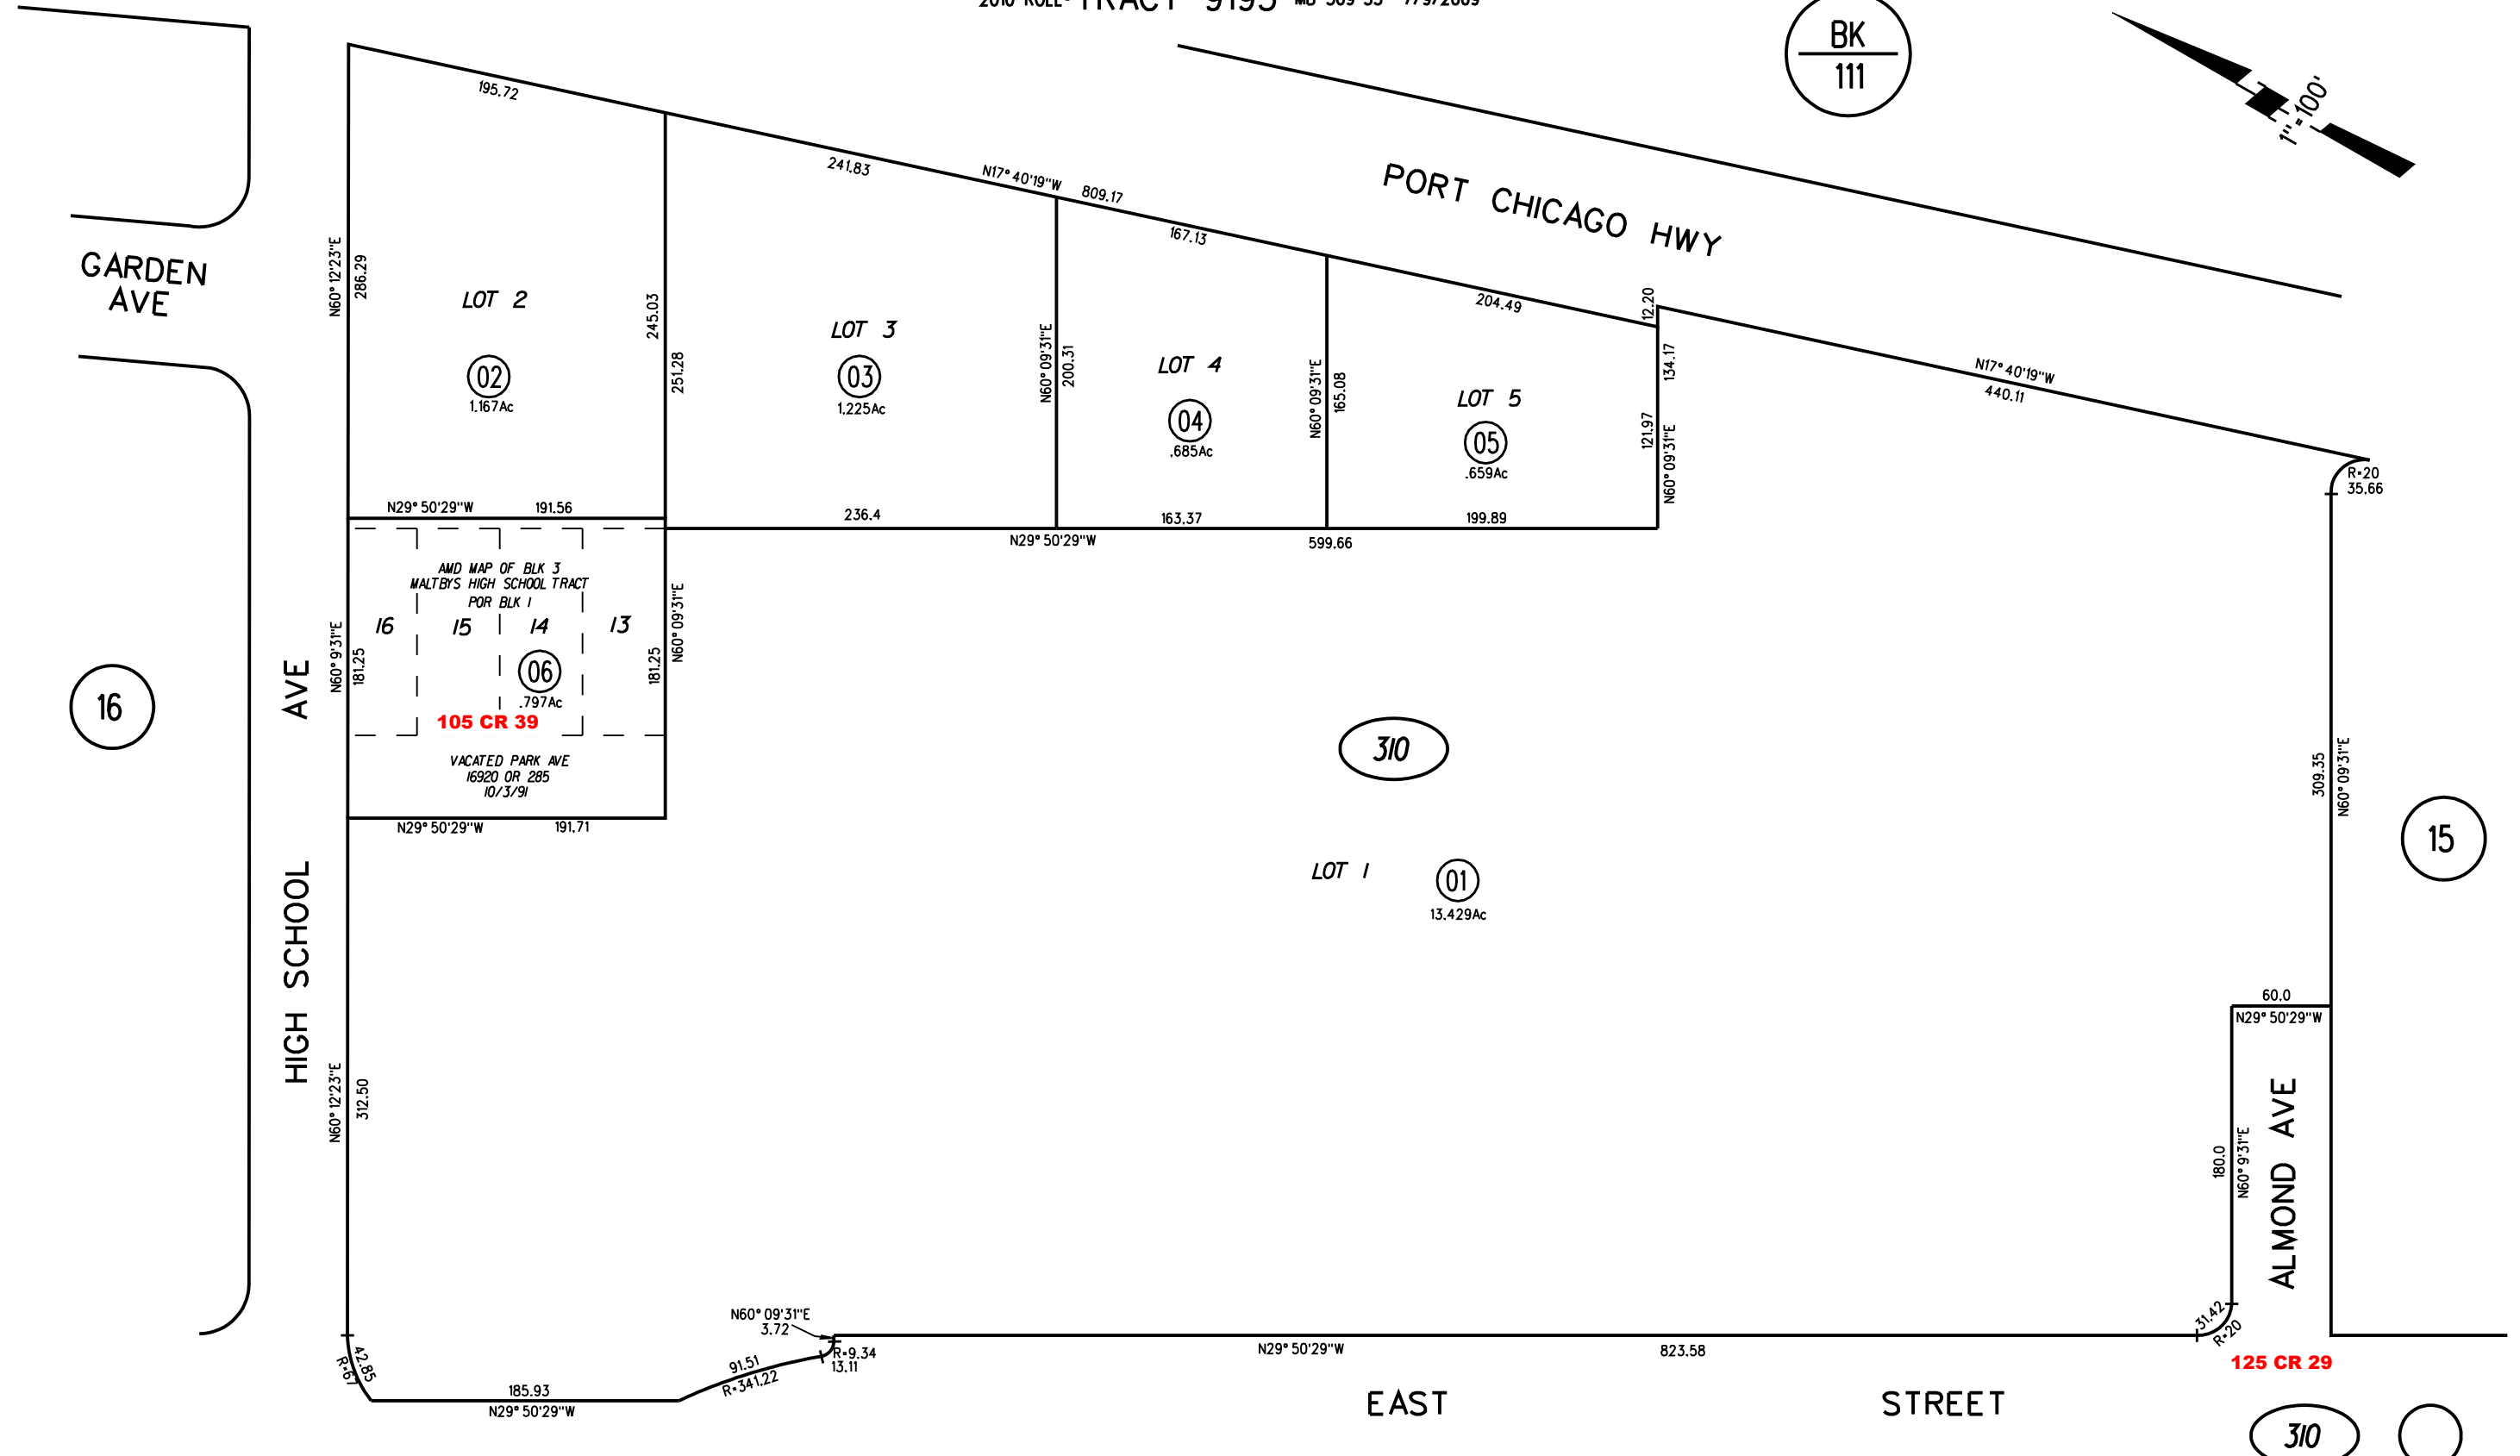 TRACT 9195
BK
111
1"=100'
195.72
241.83
N17°40'19"W
809.17
167.13
PORT CHICAGO HWY
204.49
12.20
134.17
121.97
N60°09'31"E
N17°40'19"W
440.11
R=20
35.66
GARDEN
AVE
N60°12'23"E
286.29
LOT 2
02
1.167Ac
245.03
251.28
LOT 3
03
1.225Ac
N60°09'31"E
200.31
LOT 4
04
.685Ac
N60°09'31"E
165.08
LOT 5
05
.659Ac
N29°50'29"W
191.56
236.4
163.37
199.89
N29°50'29"W
599.66
AMD MAP OF BLK 3
MALTBYS HIGH SCHOOL TRACT
POR BLK 1
16
15
14
13
06
.797Ac
105 CR 39
N60°9'31"E
181.25
181.25
N60°09'31"E
VACATED PARK AVE
16920 OR 285
10/3/91
N29°50'29"W
191.71
16
HIGH SCHOOL AVE
310
LOT 1
01
13.429Ac
309.35
N60°09'31"E
15
60.0
N29°50'29"W
180.0
N60°9'31"E
ALMOND AVE
N60°12'23"E
312.50
N60°09'31"E
3.72
R=9.34
13.11
91.51
R=341.22
42.85
R=67
185.93
N29°50'29"W
N29°50'29"W
823.58
31.42
R=20
125 CR 29
EAST STREET
310